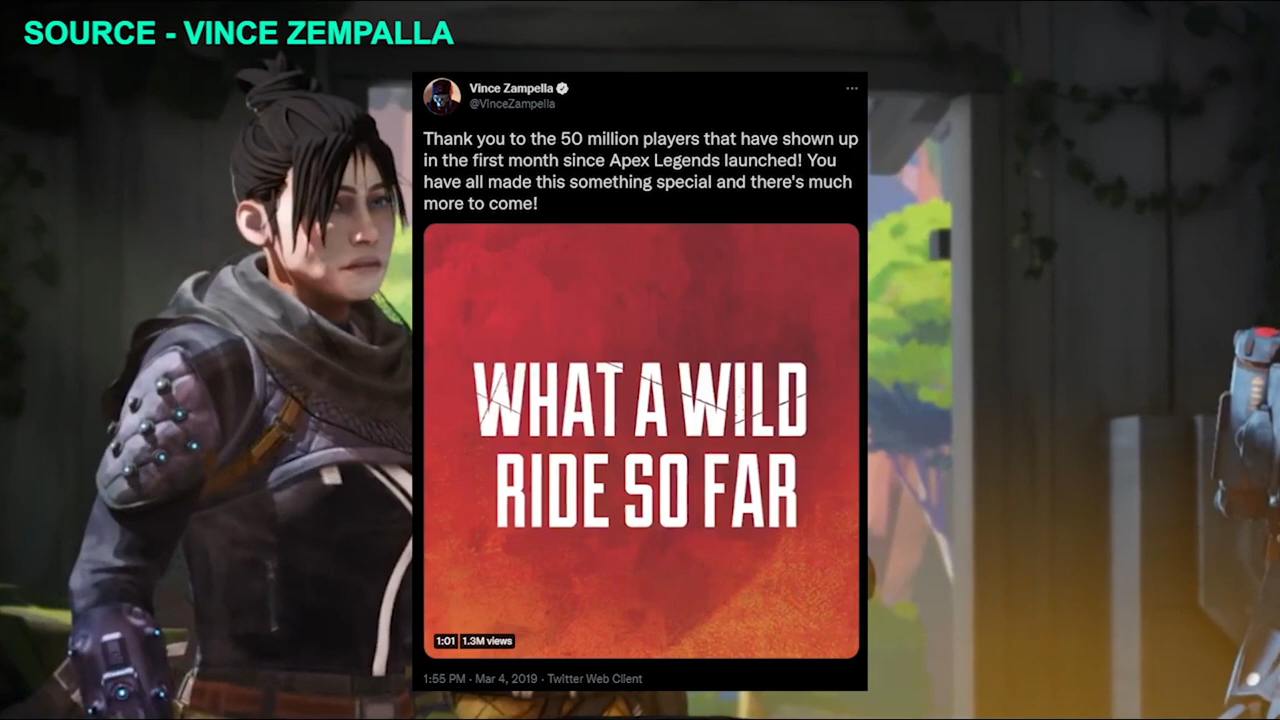 SOURCE - VINCE ZEMPALLA
Vince Zampella
@VinceZampella
Thank you to the 50 million players that have shown up
in the first month since Apex Legends launched! You
have all made this something special and there's much
more to come!
WHAT A WILD
RIDE SO FAR
1:01 1.3M views
1:55 PM · Mar 4, 2019 · Twitter Web Client